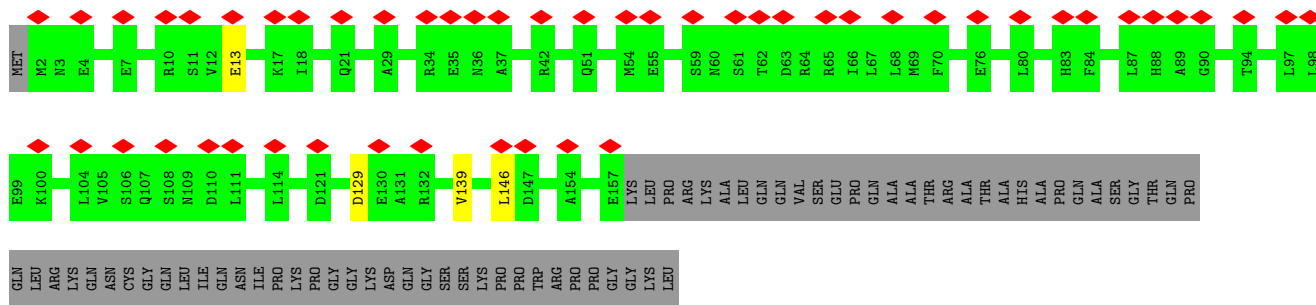 MET M2 N3 E4 E7 R10 S11 V12 E13 K17 I18 Q21 A29 R34 E35 N36 A37 R42 Q51 M54 E55 S59 N60 S61 T62 D63 R64 R65 I66 L67 L68 M69 F70 E76 L80 H83 F84 L87 H88 A89 G90 T94 L97 L98
E99 K100 L104 V105 S106 Q107 S108 N109 D110 L111 L114 D121 D129 E130 A131 R132 V139 L146 D147 A154 E157 LYS LEU PRO ARG LYS ALA LEU GLN GLN VAL SER GLU PRO GLN ALA ALA THR ARG ALA THR ALA HIS ALA PRO GLN ALA SER GLY THR GLN PRO
GLN LEU ARG LYS GLN ASN CYS GLY GLN LEU ILE GLN ASN ILE PRO LYS PRO GLY GLY LYS ASP GLN GLY SER SER LYS PRO PRO TRP ARG PRO PRO GLY GLY LYS LEU